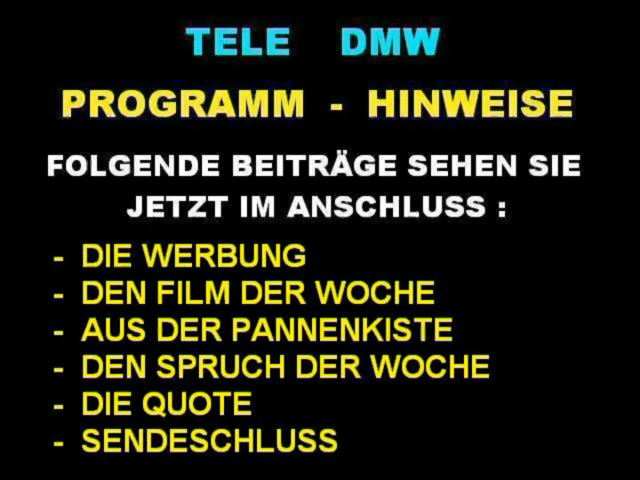 TELE DMW
PROGRAMM - HINWEISE
FOLGENDE BEITRÄGE SEHEN SIE
JETZT IM ANSCHLUSS :
- DIE WERBUNG
- DEN FILM DER WOCHE
- AUS DER PANNENKISTE
- DEN SPRUCH DER WOCHE
- DIE QUOTE
- SENDESCHLUSS